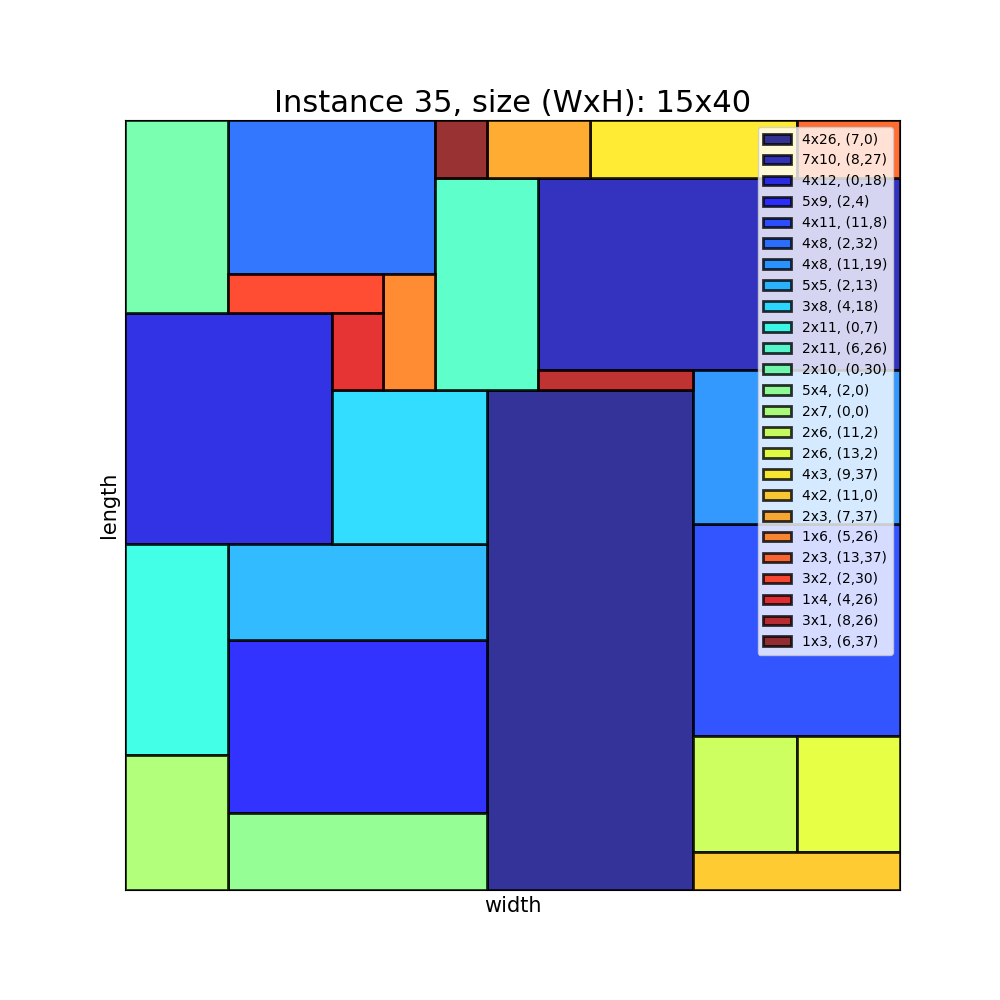 Instance 35, size (WxH): 15x40
4x26, (7,0)
7x10, (8,27)
4x12, (0,18)
5x9, (2,4)
4x11, (11,8)
4x8, (2,32)
4x8, (11,19)
5x5, (2,13)
3x8, (4,18)
2x11, (0,7)
2x11, (6,26)
2x10, (0,30)
5x4, (2,0)
2x7, (0,0)
2x6, (11,2)
2x6, (13,2)
4x3, (9,37)
4x2, (11,0)
2x3, (7,37)
1x6, (5,26)
2x3, (13,37)
3x2, (2,30)
1x4, (4,26)
3x1, (8,26)
1x3, (6,37)
length
width